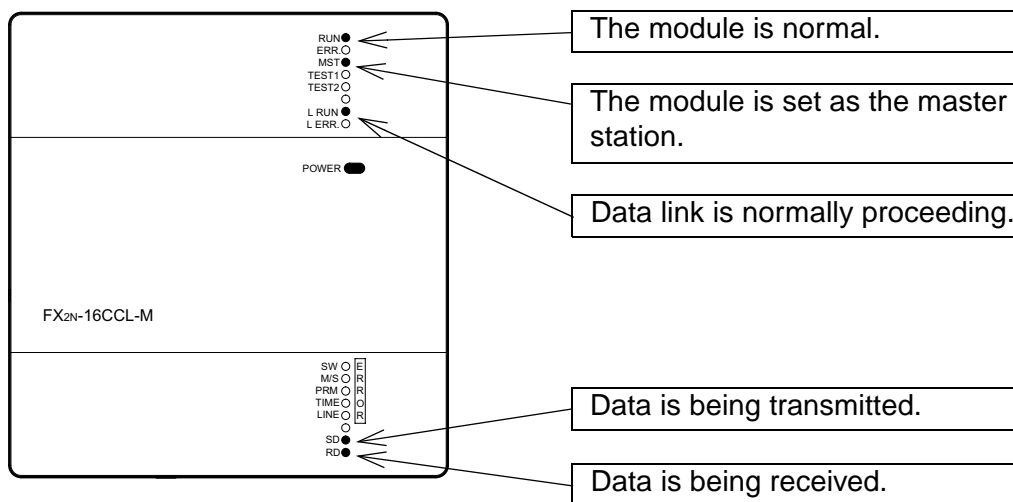 RUN
ERR.
MST
TEST1
TEST2
L RUN
L ERR.
POWER
FX2N-16CCL-M
SW
M/S
PRM
TIME
LINE
E
R
R
O
R
SD
RD
The module is normal.
The module is set as the master
station.
Data link is normally proceeding.
Data is being transmitted.
Data is being received.